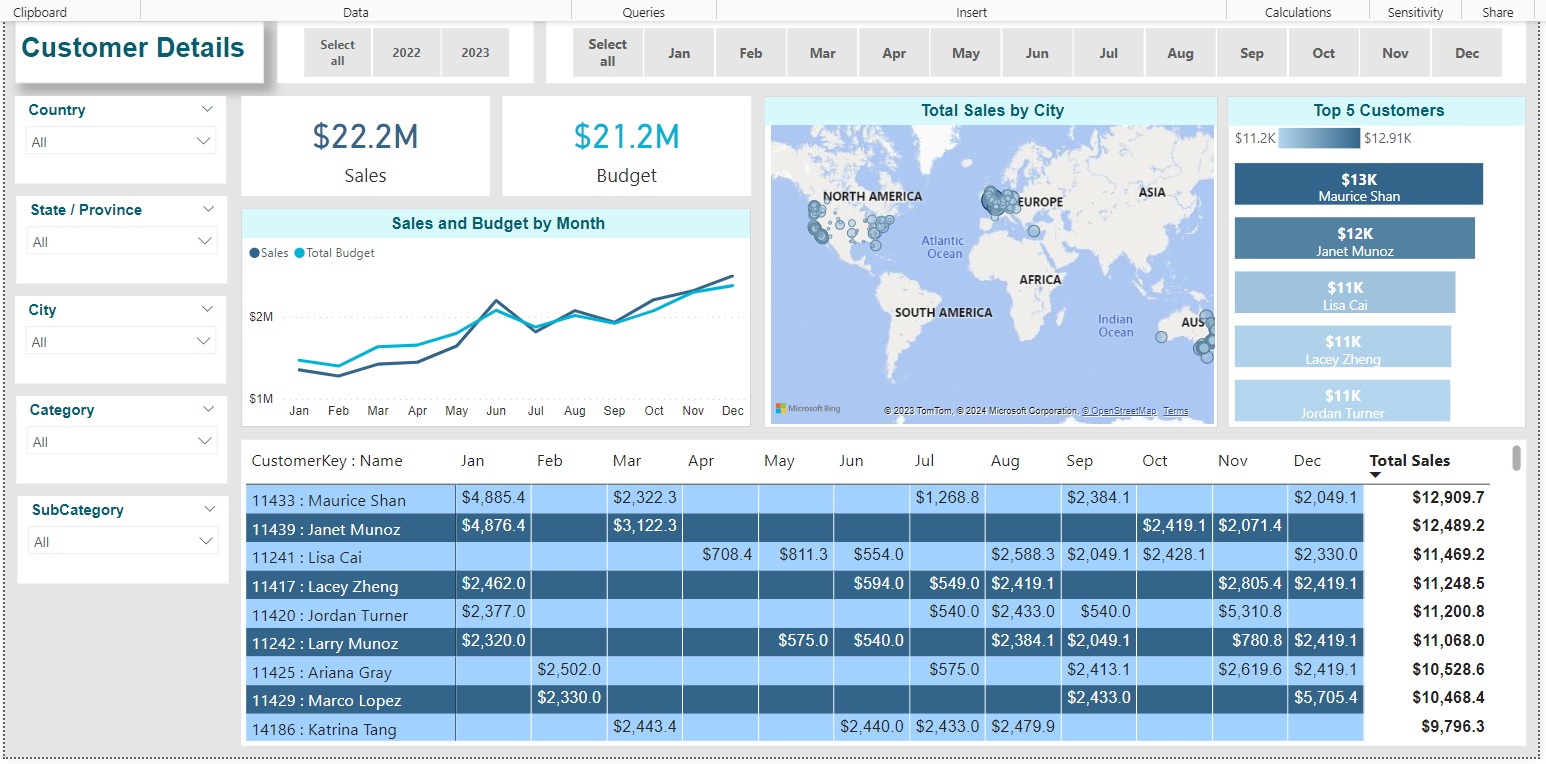 Clipboard
Data
Queries
Insert
Calculations
Sensitivity
Share
Customer Details
Select
all
2022
2023
Select
all
Jan
Feb
Mar
Apr
May
Jun
Jul
Aug
Sep
Oct
Nov
Dec
Country
All
State / Province
All
City
All
Category
All
SubCategory
All
$22.2M
Sales
$21.2M
Budget
Sales and Budget by Month
Sales Total Budget
$2M
$1M
Jan Feb Mar Apr May Jun Jul Aug Sep Oct Nov Dec
Total Sales by City
NORTH AMERICA
EUROPE
ASIA
Atlantic
Ocean
AFRICA
SOUTH AMERICA
Indian
Ocean
AUS
Microsoft Bing
© 2023 TomTom, © 2024 Microsoft Corporation, © OpenStreetMap Terms
Top 5 Customers
$11.2K $12.91K
$13K
Maurice Shan
$12K
Janet Munoz
$11K
Lisa Cai
$11K
Lacey Zheng
$11K
Jordan Turner
CustomerKey : Name Jan Feb Mar Apr May Jun Jul Aug Sep Oct Nov Dec Total Sales
11433 : Maurice Shan $4,885.4 $2,322.3 $1,268.8 $2,384.1 $2,049.1 $12,909.7
11439 : Janet Munoz $4,876.4 $3,122.3 $2,419.1 $2,071.4 $12,489.2
11241 : Lisa Cai $708.4 $811.3 $554.0 $2,588.3 $2,049.1 $2,428.1 $2,330.0 $11,469.2
11417 : Lacey Zheng $2,462.0 $594.0 $549.0 $2,419.1 $2,805.4 $2,419.1 $11,248.5
11420 : Jordan Turner $2,377.0 $540.0 $2,433.0 $540.0 $5,310.8 $11,200.8
11242 : Larry Munoz $2,320.0 $575.0 $540.0 $2,384.1 $2,049.1 $780.8 $2,419.1 $11,068.0
11425 : Ariana Gray $2,502.0 $575.0 $2,413.1 $2,619.6 $2,419.1 $10,528.6
11429 : Marco Lopez $2,330.0 $2,433.0 $5,705.4 $10,468.4
14186 : Katrina Tang $2,443.4 $2,440.0 $2,433.0 $2,479.9 $9,796.3